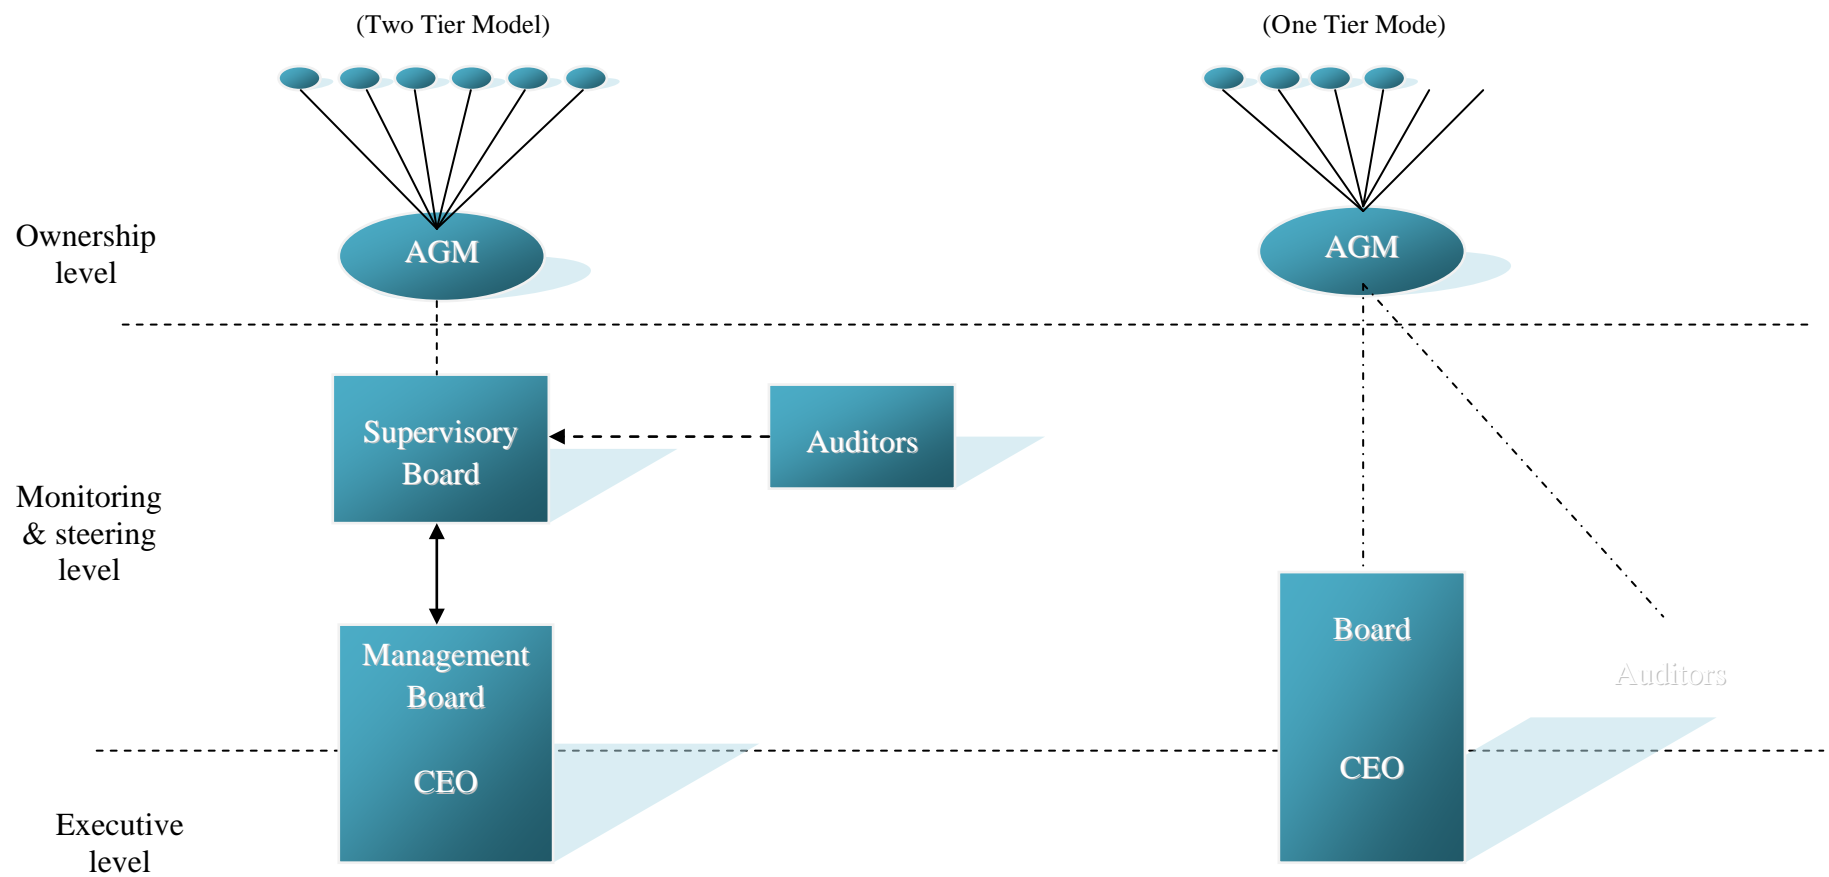 (Two Tier Model)
(One Tier Mode)
Ownership
level
AGM
AGM
Supervisory
Board
Auditors
Monitoring
& steering
level
Management
Board
CEO
Board
CEO
Auditors
Executive
level